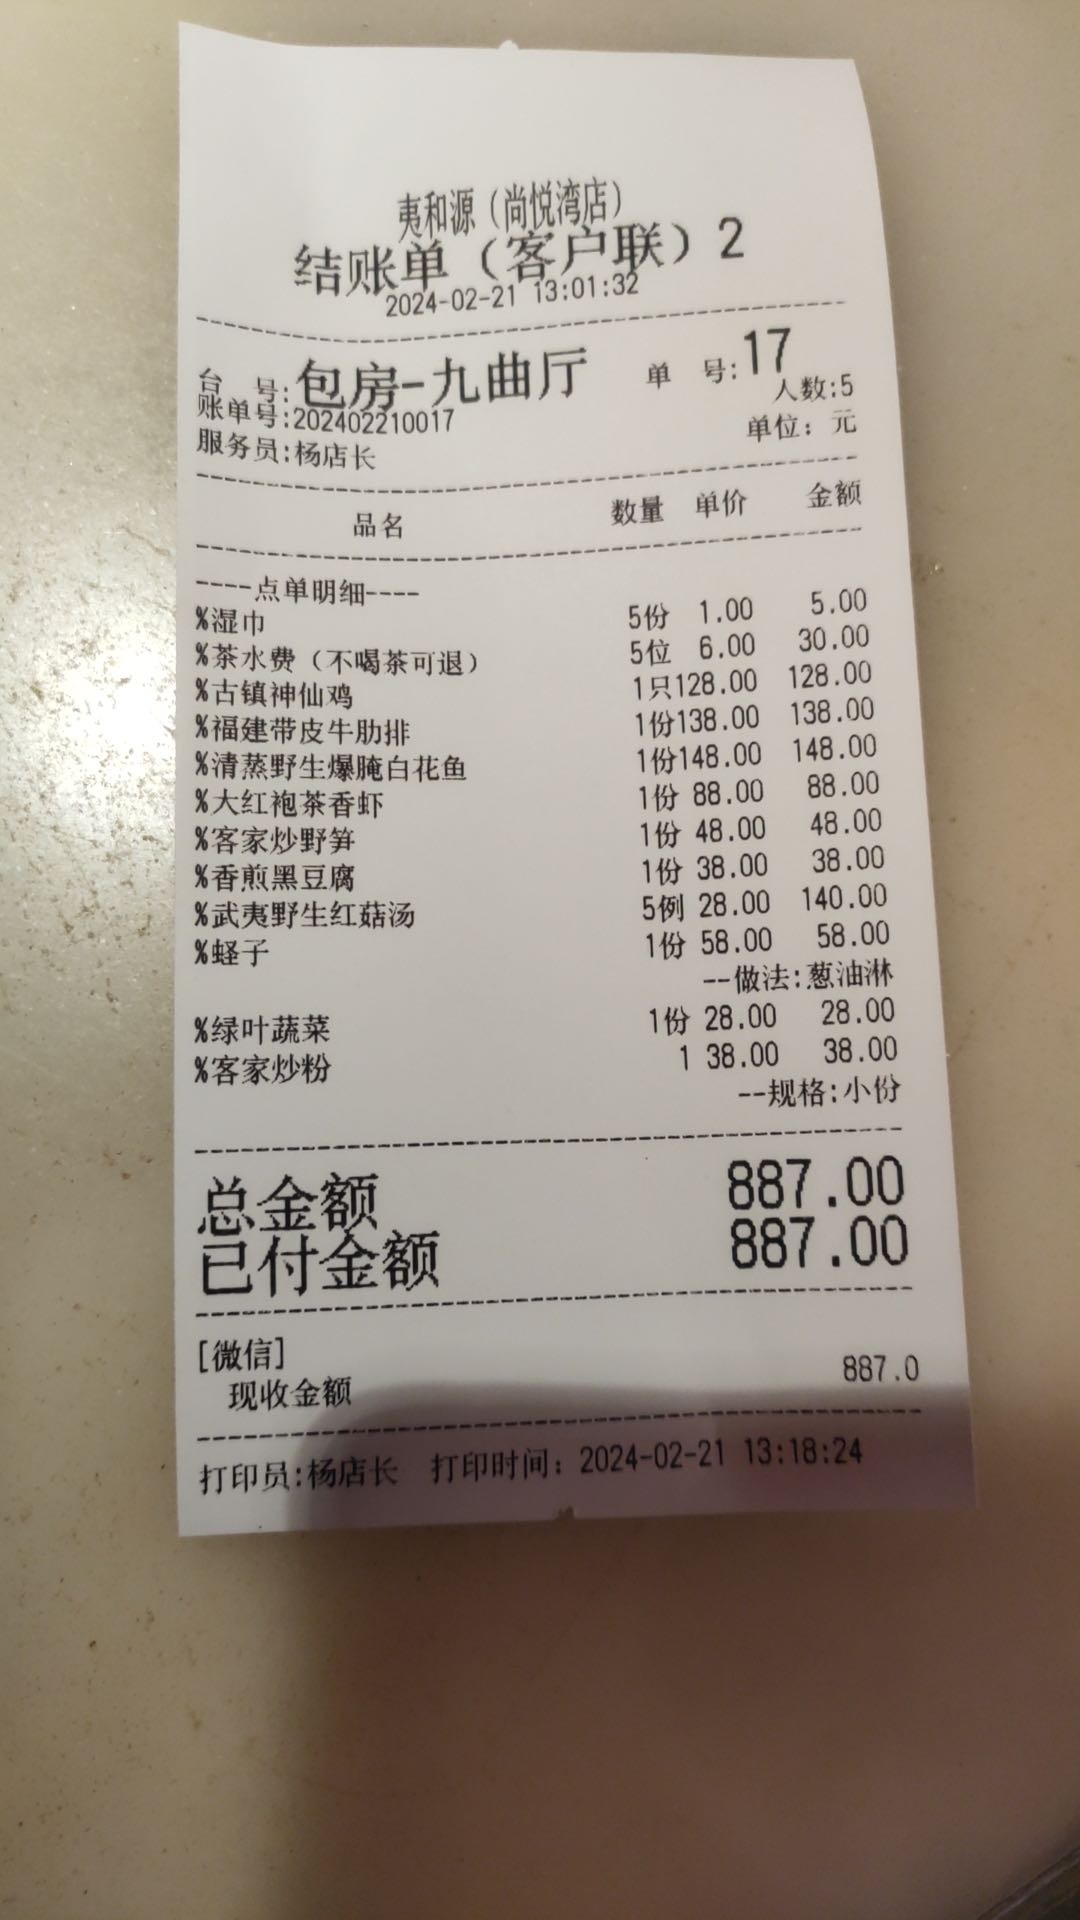 夷和源（尚悦湾店）
结账单（客户联）2
2024-02-21 13:01:32
台 号:包房-九曲厅 单 号:17
账单号:202402210017 人数:5
服务员:杨店长 单位：元
品名 数量 单价 金额
----点单明细----
%湿巾 5份 1.00 5.00
%茶水费（不喝茶可退） 5位 6.00 30.00
%古镇神仙鸡 1只128.00 128.00
%福建带皮牛肋排 1份138.00 138.00
%清蒸野生爆腌白花鱼 1份148.00 148.00
%大红袍茶香虾 1份 88.00 88.00
%客家炒野笋 1份 48.00 48.00
%香煎黑豆腐 1份 38.00 38.00
%武夷野生红菇汤 5例 28.00 140.00
%蛏子 1份 58.00 58.00
--做法:葱油淋
%绿叶蔬菜 1份 28.00 28.00
%客家炒粉 1 38.00 38.00
--规格:小份
总金额 887.00
已付金额 887.00
[微信]
现收金额 887.0
打印员:杨店长 打印时间：2024-02-21 13:18:24